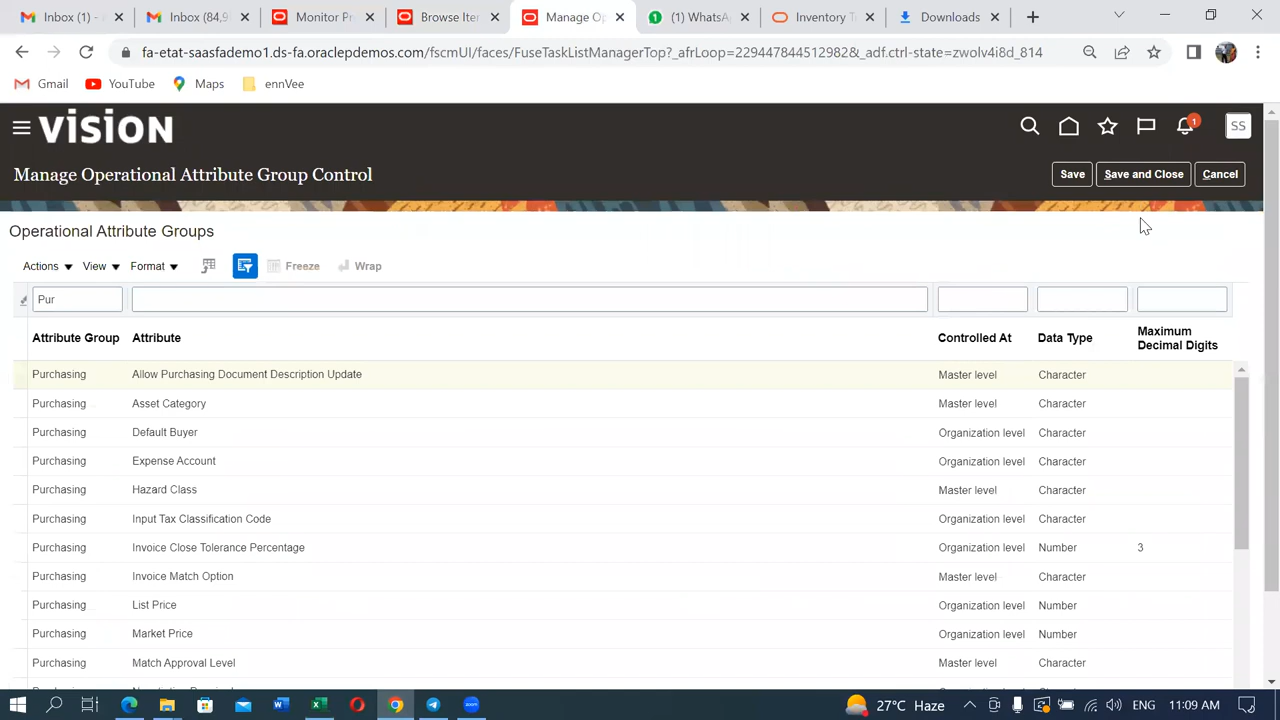 Inbox (1)
Inbox (84,9
Monitor Pr
Browse Iter
Manage Op
(1) WhatsA
Inventory T
Downloads
fa-etat-saasfademo1.ds-fa.oraclepdemos.com/fscmUI/faces/FuseTaskListManagerTop?_afrLoop=229447844512982&_adf.ctrl-state=zwolv4i8d_014
Gmail YouTube Maps ennVee
VISION
1
SS
Manage Operational Attribute Group Control
Save Save and Close Cancel
Operational Attribute Groups
Actions View Format Freeze Wrap
Pur
Attribute Group Attribute Controlled At Data Type Maximum Decimal Digits
Purchasing Allow Purchasing Document Description Update Master level Character
Purchasing Asset Category Master level Character
Purchasing Default Buyer Organization level Character
Purchasing Expense Account Organization level Character
Purchasing Hazard Class Master level Character
Purchasing Input Tax Classification Code Organization level Character
Purchasing Invoice Close Tolerance Percentage Organization level Number 3
Purchasing Invoice Match Option Master level Character
Purchasing List Price Organization level Number
Purchasing Market Price Organization level Number
Purchasing Match Approval Level Master level Character
27°C Haze ENG 11:09 AM